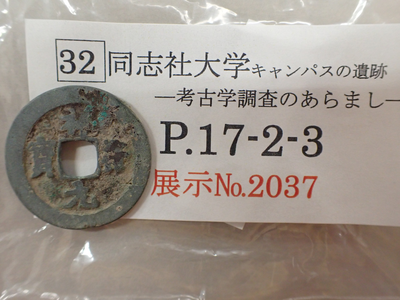 32 同志社大学キャンパスの遺跡
―考古学調査のあらまし―
P.17-2-3
展示No.2037